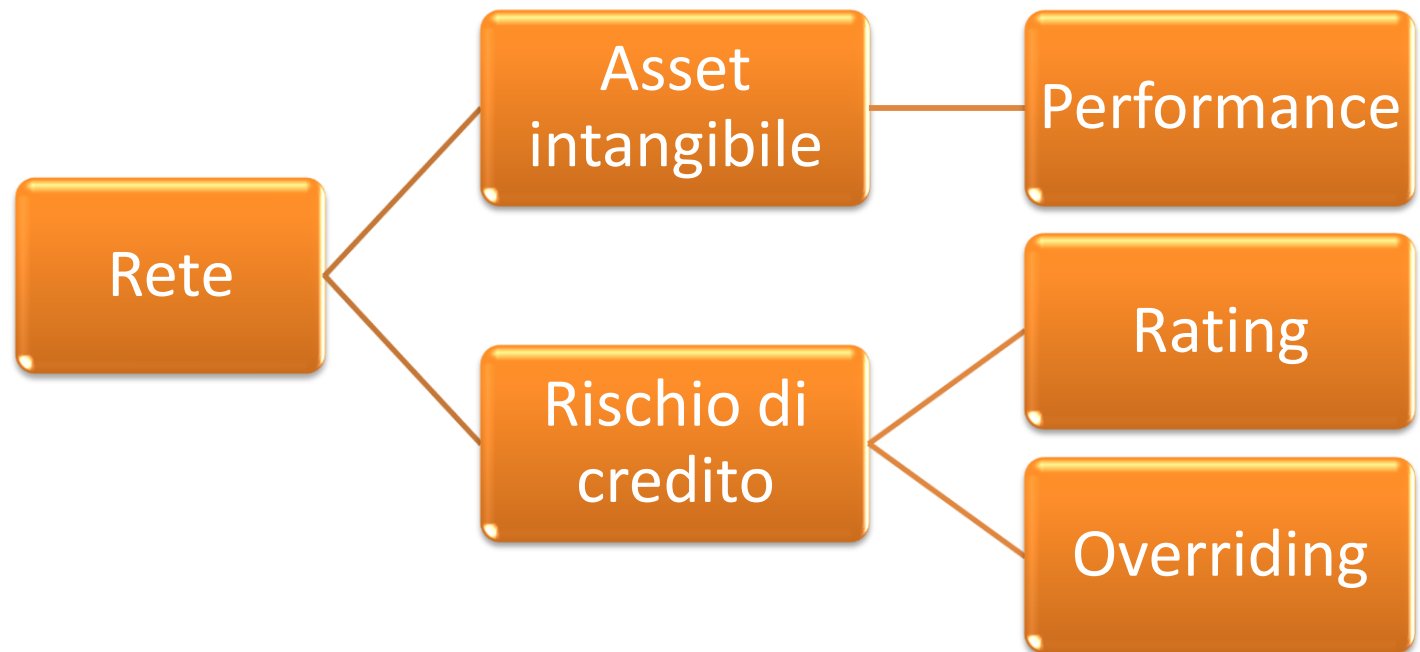 Rete
Asset
intangibile
Performance
Rischio di
credito
Rating
Overriding